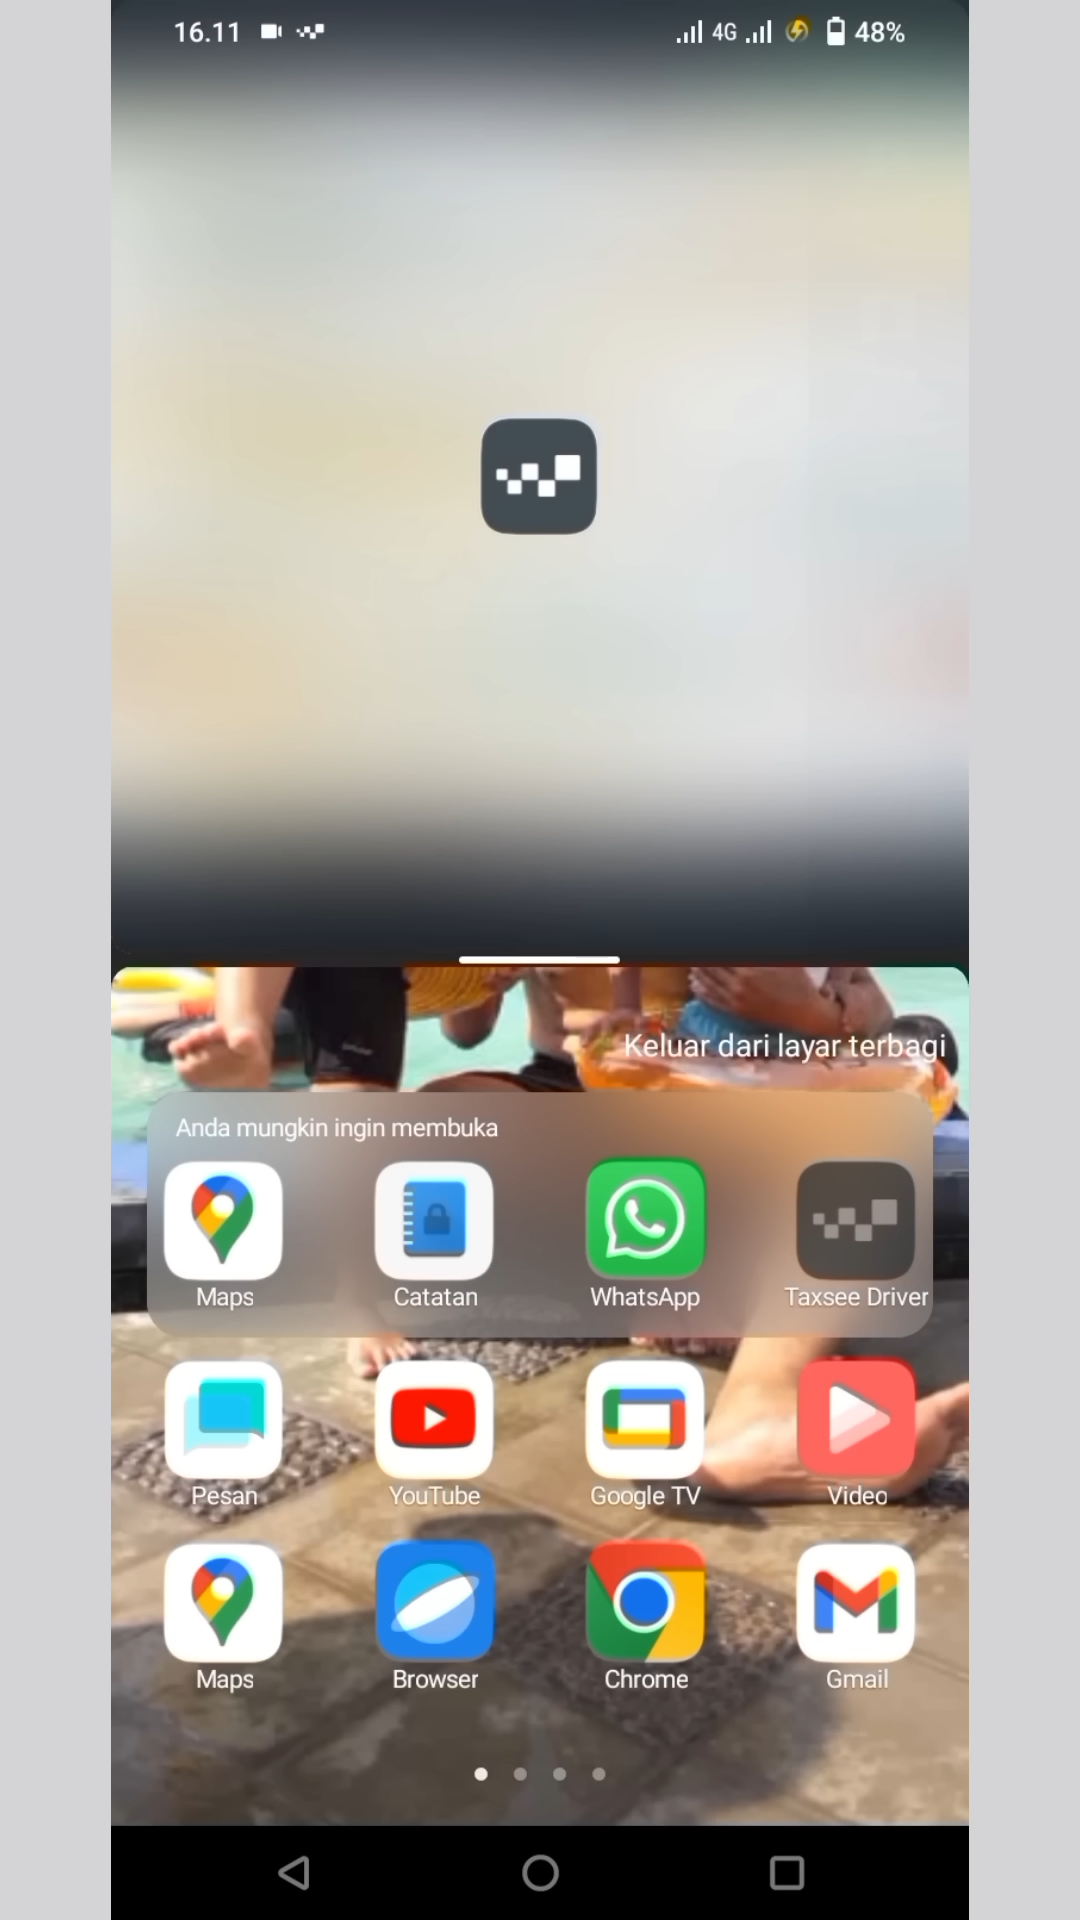 16.11 4G 48%
Keluar dari layar terbagi
Anda mungkin ingin membuka
Maps Catatan WhatsApp Taxsee Driver
Pesan YouTube Google TV Video
Maps Browser Chrome Gmail